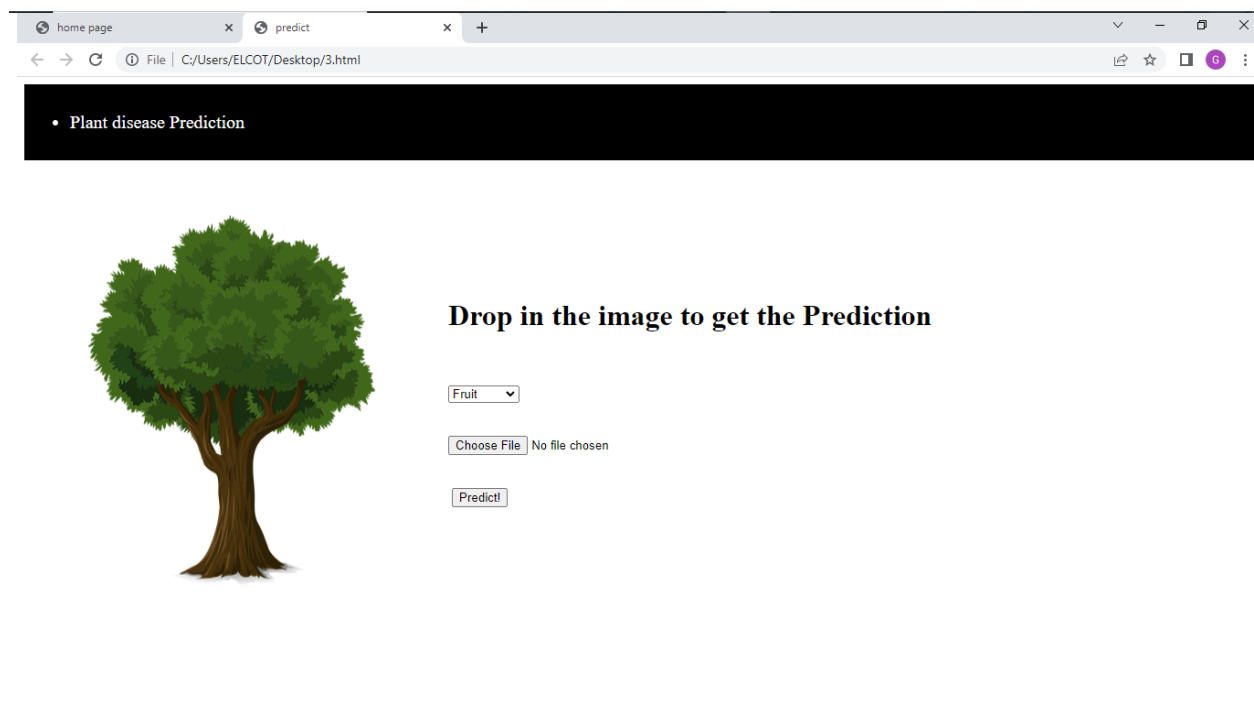 home page
predict
File
C:/Users/ELCOT/Desktop/3.html
G
Plant disease Prediction
Drop in the image to get the Prediction
Fruit
Choose File No file chosen
Predict!